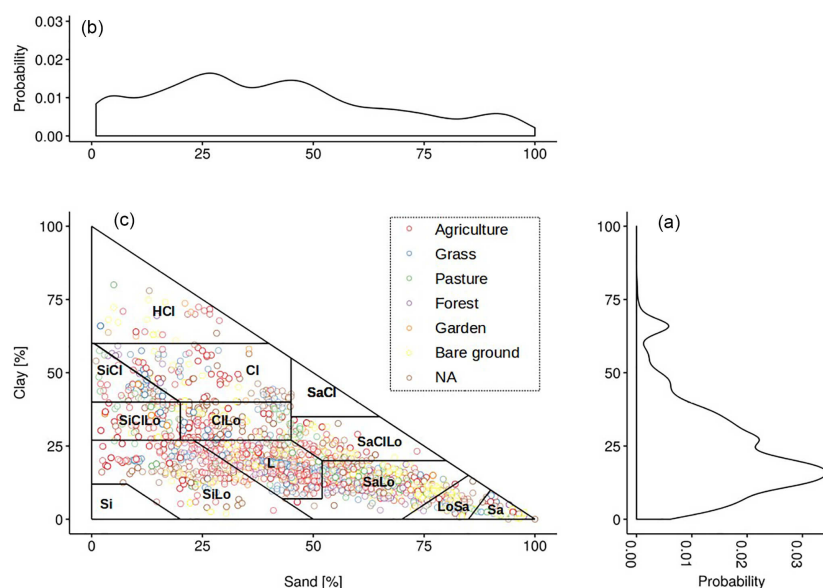 (b)
Probability
0.03
0.02
0.01
0.00
0 25 50 75 100
(c)
Clay [%]
100
75
50
25
0
HCl
SiCl
Cl
SaCl
SiClLo
ClLo
SaClLo
L
SaLo
SiLo
Si
LoSa
Sa
Agriculture
Grass
Pasture
Forest
Garden
Bare ground
NA
0 25 50 75 100
Sand [%]
(a)
100
75
50
25
0
0.00 0.01 0.02 0.03
Probability